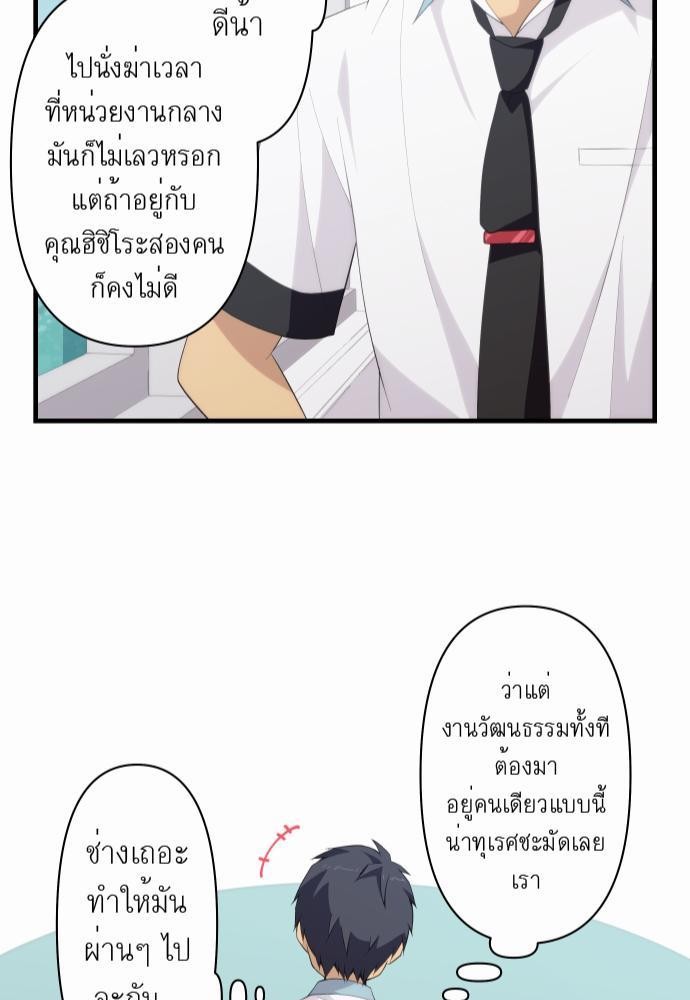 ดีน้า
ไปนั่งฆ่าเวลา
ที่หน่วยงานกลาง
มันก็ไม่เลวหรอก
แต่ถ้าอยู่กับ
คุณฮิชิโระสองคน
ก็คงไม่ดี
ว่าแต่
งานวัฒนธรรมทั้งที
ต้องมา
อยู่คนเดียวแบบนี้
น่าทุเรศชะมัดเลย
เรา
ช่างเถอะ
ทำให้มัน
ผ่านๆ ไป
ละกัน